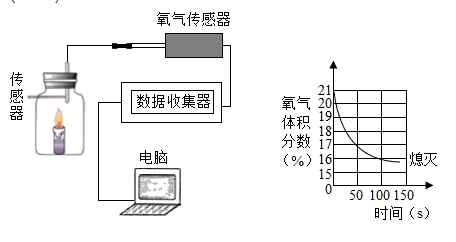 氧气传感器
传感器
数据收集器
电脑
氧气
体积
分数
(%)
21
20
19
18
17
16
15
0
熄灭
50 100 150
时间(s)